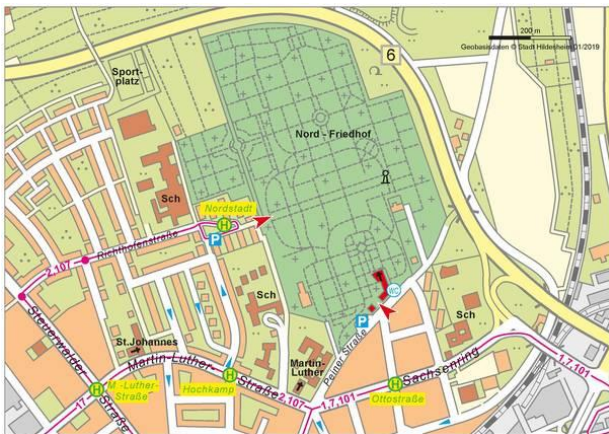 200 m
Geobasisdaten © Stadt Hildesheim 01/2019
6
Sport-
platz
Nord - Friedhof
Sch
Nordstadt
H
P
Richthofenstraße
2,107
Sch
WC
P
Sch
Steuerwalder
Straße
St.Johannes
Martin-
Luther
Peiner Straße
Martin-Luther-
Straße
H
M.-Luther-
Straße
H
Hochkamp
2,107
17
Sachsenring
1,7,101
H
Ottostraße
1,7,101